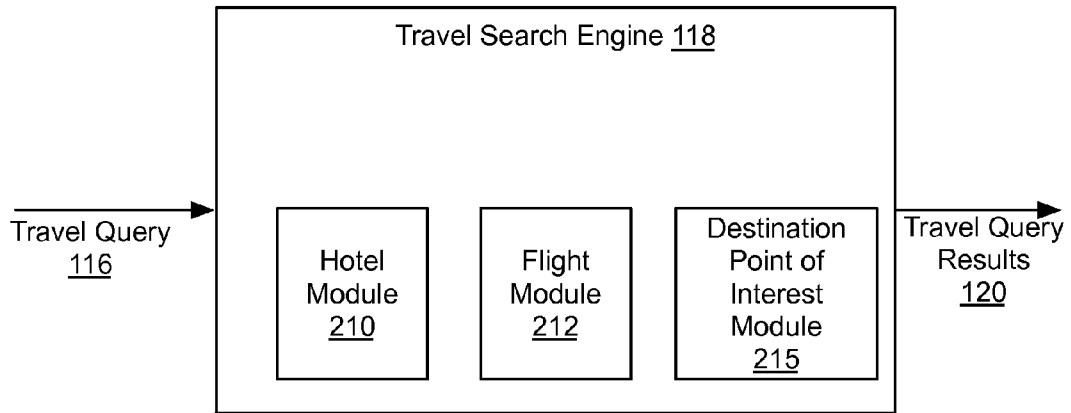 Travel Search Engine 118
Travel Query
116
Hotel
Module
210
Flight
Module
212
Destination
Point of
Interest
Module
215
Travel Query
Results
120